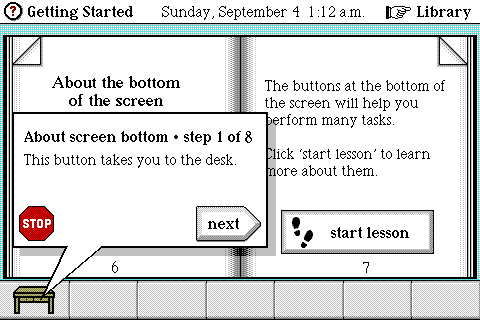 Getting Started
Sunday, September 4 1:12 a.m.
Library
About the bottom
of the screen
About screen bottom • step 1 of 8
This button takes you to the desk.
STOP
next
6
The buttons at the bottom of
the screen will help you
perform many tasks.
Click ‘start lesson’ to learn
more about them.
start lesson
7